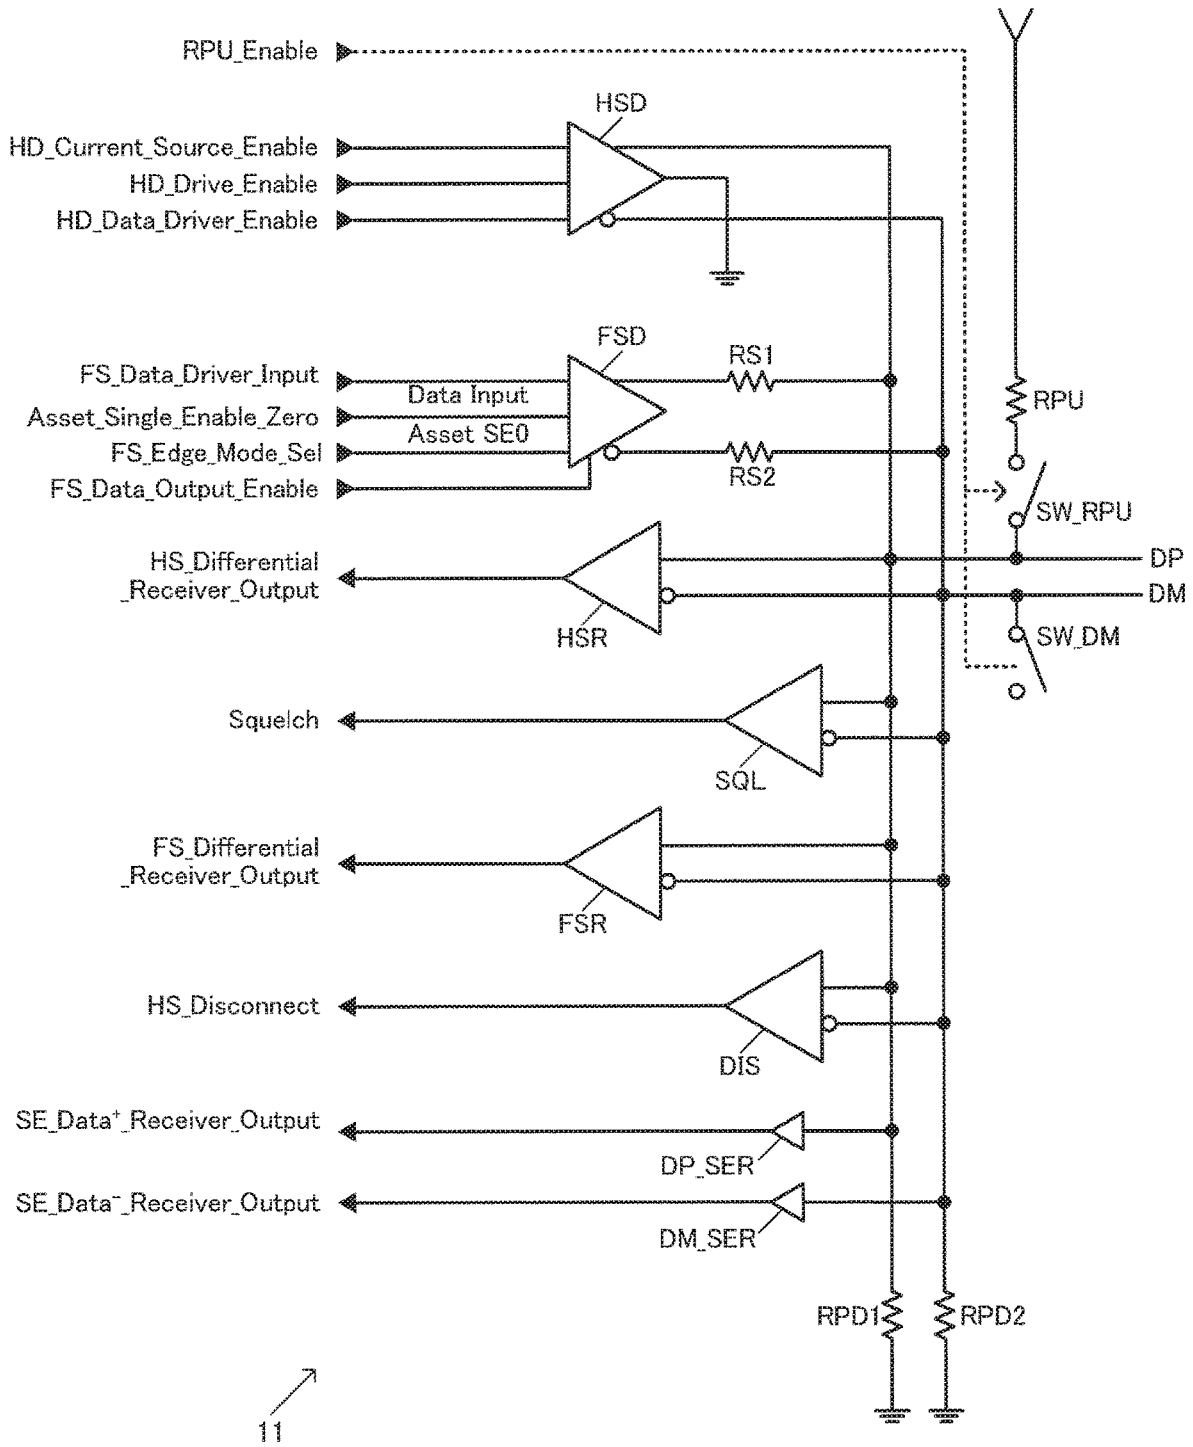 RPU_Enable
HSD
HD_Current_Source_Enable
HD_Drive_Enable
HD_Data_Driver_Enable
FSD
RS1
FS_Data_Driver_Input
Data Input
RPU
Asset_Single_Enable_Zero
Asset SE0
FS_Edge_Mode_Sel
RS2
FS_Data_Output_Enable
SW_RPU
HS_Differential
_Receiver_Output
DP
DM
HSR
SW_DM
Squelch
SQL
FS_Differential
_Receiver_Output
FSR
HS_Disconnect
DIS
SE_Data⁺_Receiver_Output
DP_SER
SE_Data⁻_Receiver_Output
DM_SER
RPD1
RPD2
11